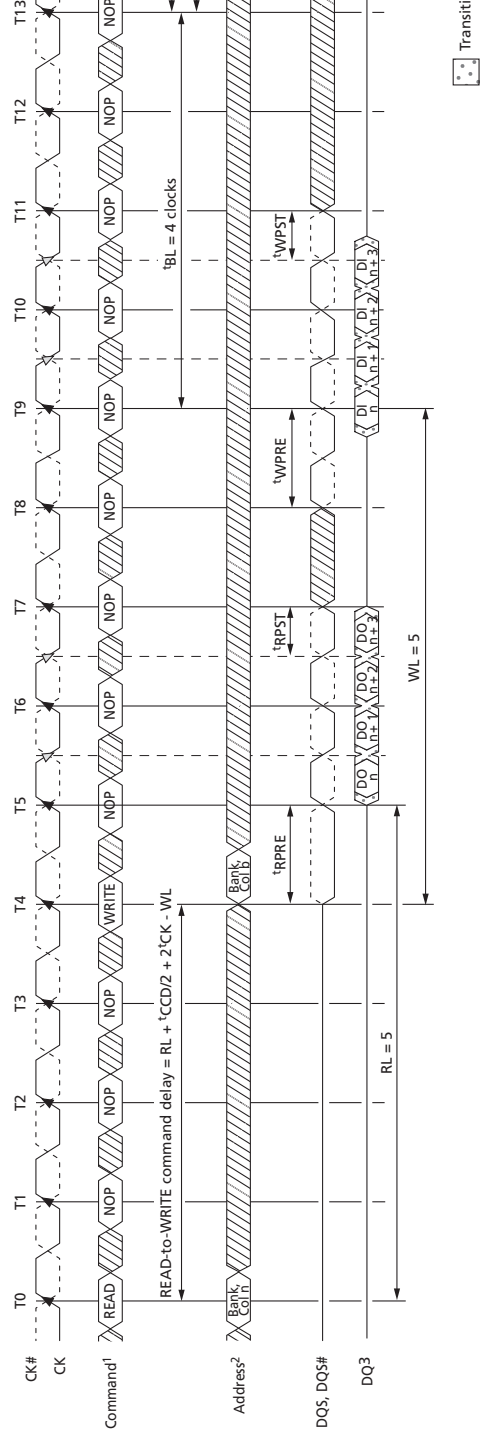 T0 T1 T2 T3 T4 T5 T6 T7 T8 T9 T10 T11 T12 T13
CK#
CK
Command¹ READ NOP NOP NOP WRITE NOP NOP NOP NOP NOP NOP NOP NOP NOP
READ-to-WRITE command delay = RL + ᵗCCD/2 + 2ᵗCK - WL
ᵗBL = 4 clocks
Address² Bank, Col n Bank, Col b
ᵗRPRE ᵗRPST ᵗWPRE ᵗWPST
DQS, DQS#
DQ³ DO n DO n + 1 DO n + 2 DO n + 3 DI n DI n + 1 DI n + 2 DI n + 3
WL = 5
RL = 5